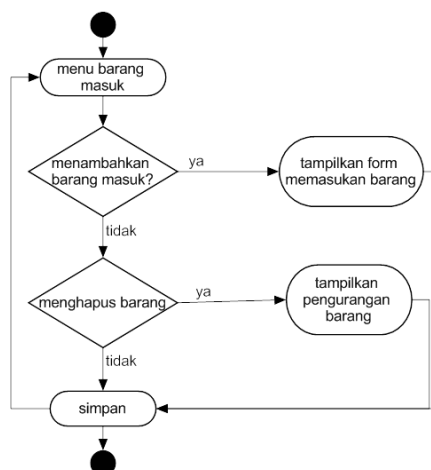 menu barang
masuk
menambahkan
barang masuk?
ya
tampilkan form
memasukan barang
tidak
menghapus barang
ya
tampilkan
pengurangan
barang
tidak
simpan